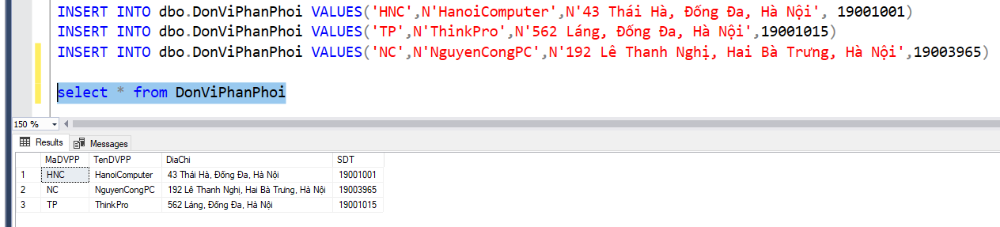 INSERT INTO dbo.DonViPhanPhoi VALUES('HNC',N'HanoiComputer',N'43 Thái Hà, Đống Đa, Hà Nội', 19001001)
INSERT INTO dbo.DonViPhanPhoi VALUES('TP',N'ThinkPro',N'562 Láng, Đống Đa, Hà Nội',19001015)
INSERT INTO dbo.DonViPhanPhoi VALUES('NC',N'NguyenCongPC',N'192 Lê Thanh Nghị, Hai Bà Trưng, Hà Nội',19003965)
select * from DonViPhanPhoi
150 %
Results Messages
MaDVPP TenDVPP DiaChi SDT
1 HNC HanoiComputer 43 Thái Hà, Đống Đa, Hà Nội 19001001
2 NC NguyenCongPC 192 Lê Thanh Nghị, Hai Bà Trưng, Hà Nội 19003965
3 TP ThinkPro 562 Láng, Đống Đa, Hà Nội 19001015